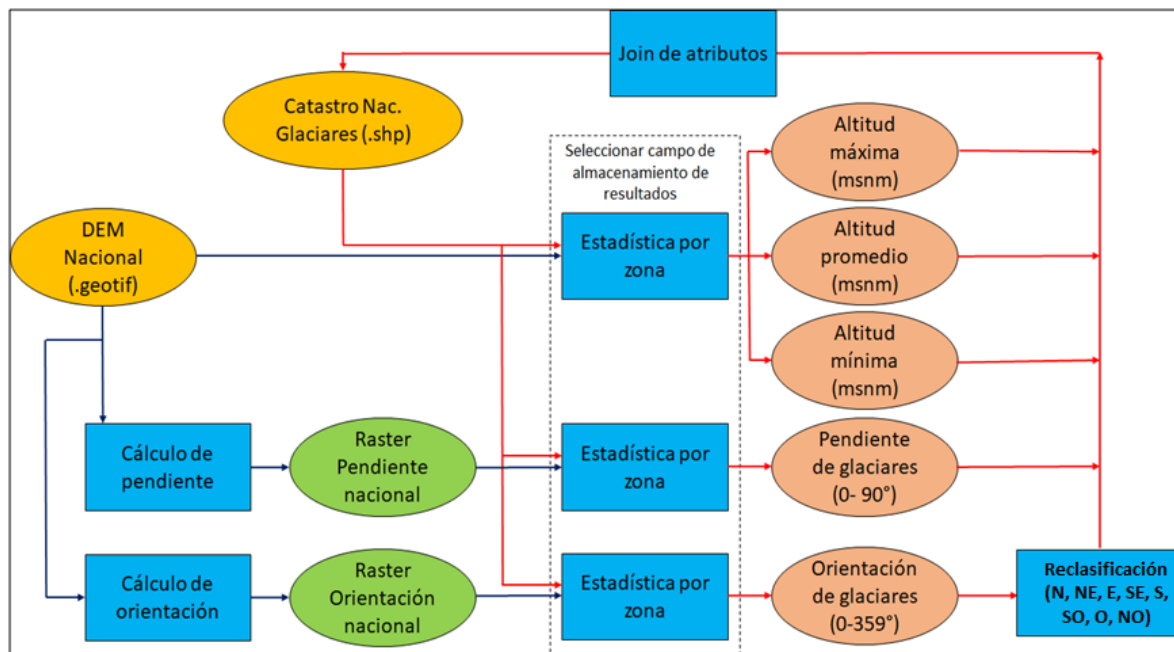 Join de atributos
Catastro Nac.
Glaciares (.shp)
Seleccionar campo de
almacenamiento de
resultados
Altitud
máxima
(msnm)
DEM
Nacional
(.geotif)
Estadística por
zona
Altitud
promedio
(msnm)
Altitud
mínima
(msnm)
Cálculo de
pendiente
Raster
Pendiente
nacional
Estadística por
zona
Pendiente
de glaciares
(0- 90°)
Cálculo de
orientación
Raster
Orientación
nacional
Estadística por
zona
Orientación
de glaciares
(0-359°)
Reclasificación
(N, NE, E, SE, S,
SO, O, NO)